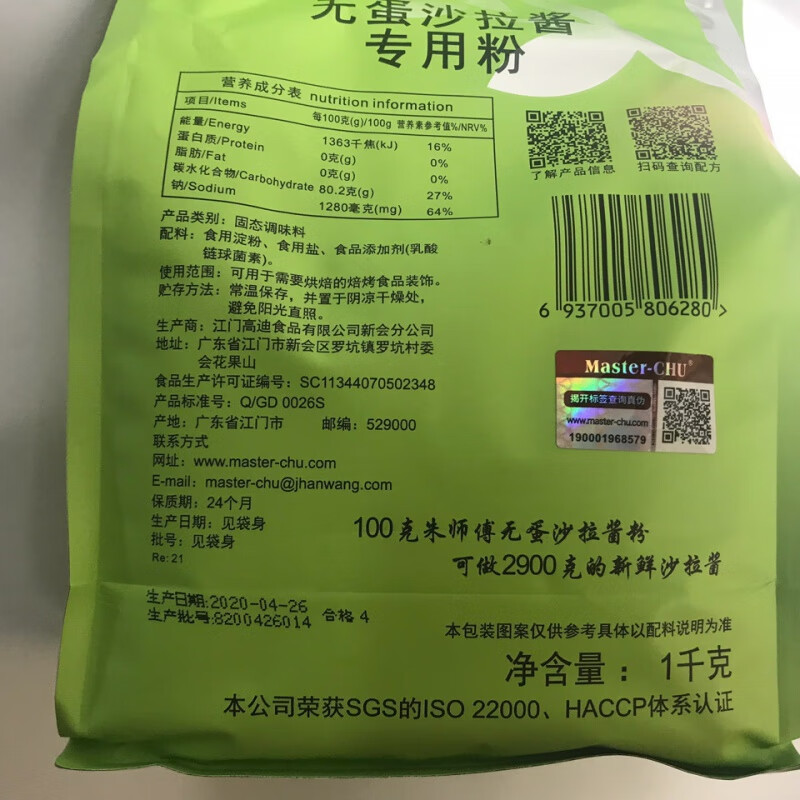 无蛋沙拉酱
专用粉
营养成分表 nutrition information
项目/Items 每100克(g)/100g 营养素参考值%/NRV%
能量/Energy 1363千焦(kJ) 16%
蛋白质/Protein 0克(g) 0%
脂肪/Fat 0克(g) 0%
碳水化合物/Carbohydrate 80.2克(g) 27%
钠/Sodium 1280毫克(mg) 64%
了解产品信息
扫码查询配方
产品类别：固态调味料
配料：食用淀粉、食用盐、食品添加剂(乳酸
链球菌素)。
使用范围：可用于需要烘焙的焙烤食品装饰。
贮存方法：常温保存，并置于阴凉干燥处，
避免阳光直照。
6 937005 806280 >
生产商：江门高迪食品有限公司新会分公司
地址：广东省江门市新会区罗坑镇罗坑村委
会花果山
食品生产许可证编号：SC11344070502348
产品标准号：Q/GD 0026S
产地：广东省江门市 邮编：529000
联系方式
网址：www.master-chu.com
E-mail：master-chu@jhanwang.com
保质期：24个月
生产日期：见袋身
批号：见袋身
Re: 21
Master-CHU®
揭开标签查询真伪
www.master-chu.com
190001968579
100克朱师傅无蛋沙拉酱粉
可做2900克的新鲜沙拉酱
生产日期:2020-04-26
生产批号:8200426014 合格 4
本包装图案仅供参考具体以配料说明为准
净含量：1千克
本公司荣获SGS的ISO 22000、HACCP体系认证